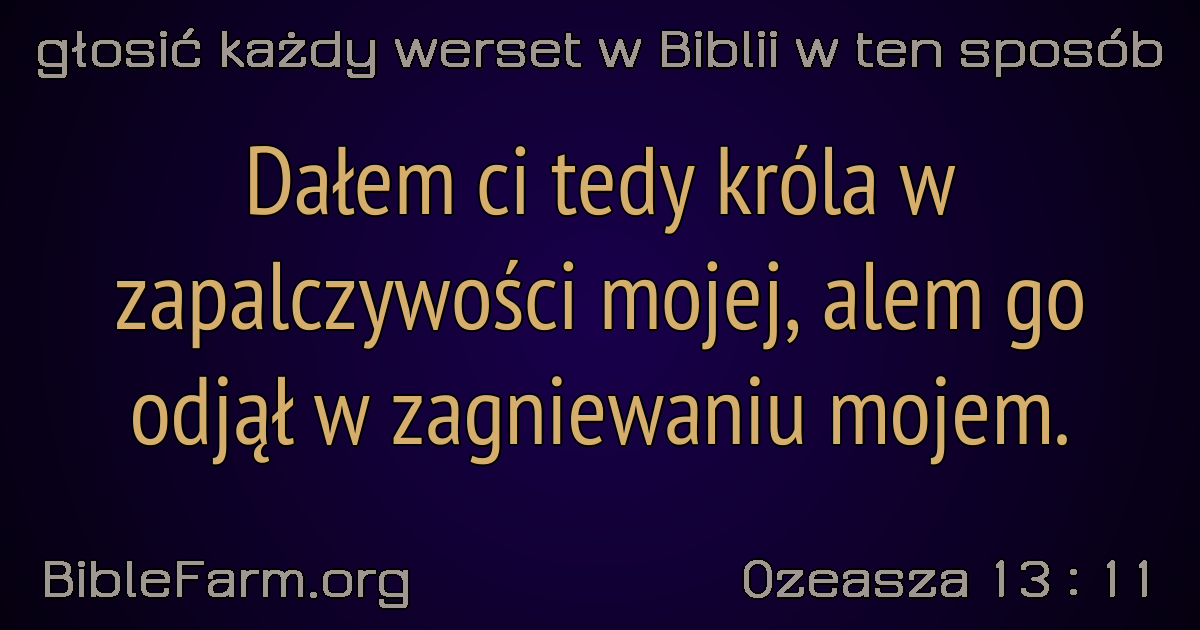 głosić każdy werset w Biblii w ten sposób
Dałem ci tedy króla w
zapalczywości mojej, alem go
odjął w zagniewaniu mojem.
BibleFarm.org
Ozeasza 13 : 11